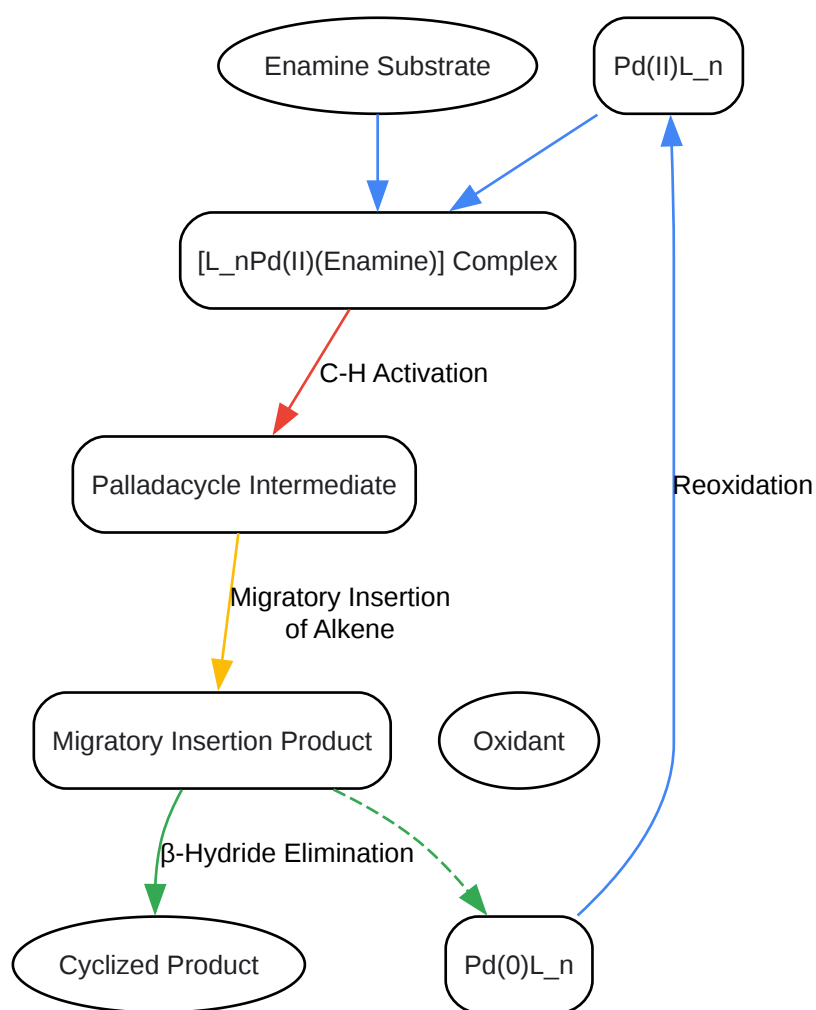 Enamine Substrate
Pd(II)L_n
[L_nPd(II)(Enamine)] Complex
C-H Activation
Palladacycle Intermediate
Reoxidation
Migratory Insertion
of Alkene
Migratory Insertion Product
Oxidant
β-Hydride Elimination
Cyclized Product
Pd(0)L_n